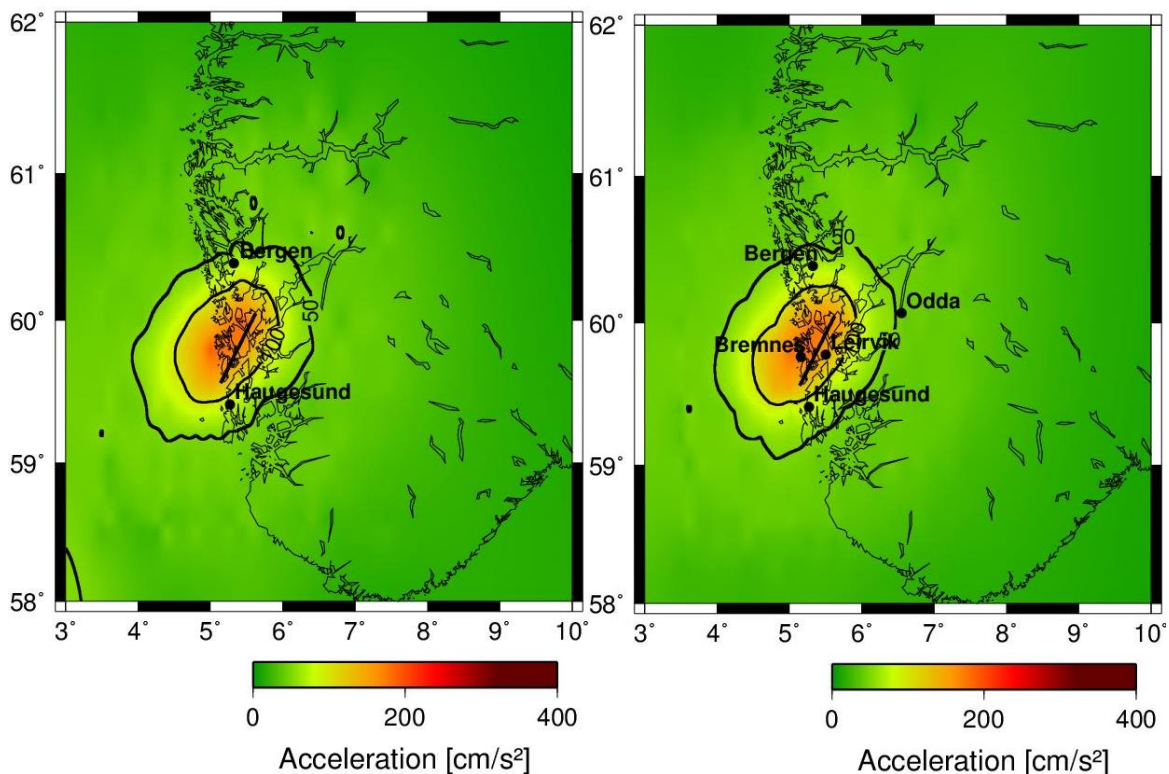 62˚
61˚
60˚
59˚
58˚
3˚ 4˚ 5˚ 6˚ 7˚ 8˚ 9˚ 10˚
Bergen
50
100
Haugesund
0 200 400
Acceleration [cm/s²]
62˚
61˚
60˚
59˚
58˚
3˚ 4˚ 5˚ 6˚ 7˚ 8˚ 9˚ 10˚
50
Bergen
Odda
Bremnes Leirvik
50
Haugesund
0 200 400
Acceleration [cm/s²]